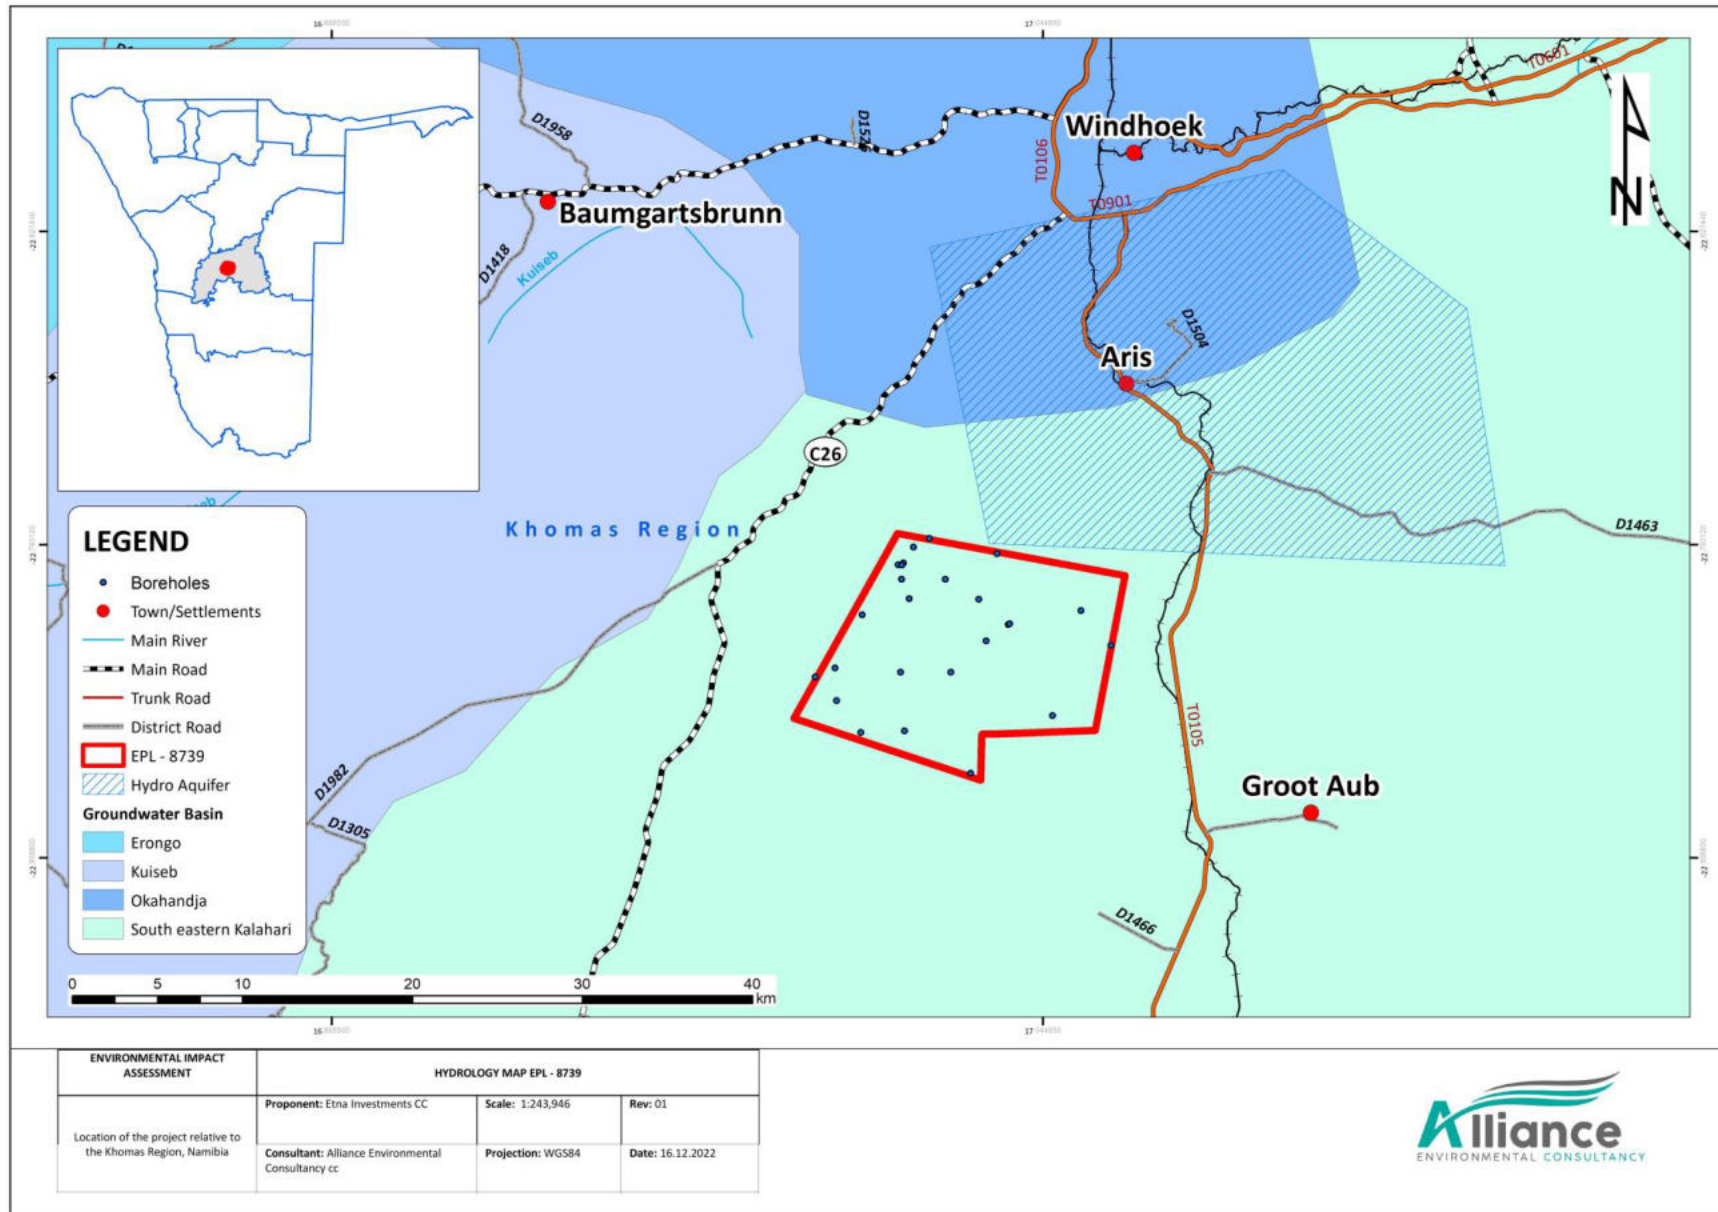 16
17
Windhoek
Baumgartsbrunn
Aris
Groot Aub
Khomas Region
Kuiseb
D1958
D1418
T0106
T0901
T0601
D1504
C26
D1463
T0105
D1982
D1305
D1466
LEGEND
Boreholes
Town/Settlements
Main River
Main Road
Trunk Road
District Road
EPL - 8739
Hydro Aquifer
Groundwater Basin
Erongo
Kuiseb
Okahandja
South eastern Kalahari
0 5 10 20 30 40
km
N
ENVIRONMENTAL IMPACT
ASSESSMENT
HYDROLOGY MAP EPL - 8739
Proponent: Etna Investments CC
Scale: 1:243,946
Rev: 01
Location of the project relative to
the Khomas Region, Namibia
Consultant: Alliance Environmental
Consultancy cc
Projection: WGS84
Date: 16.12.2022
Alliance
ENVIRONMENTAL CONSULTANCY